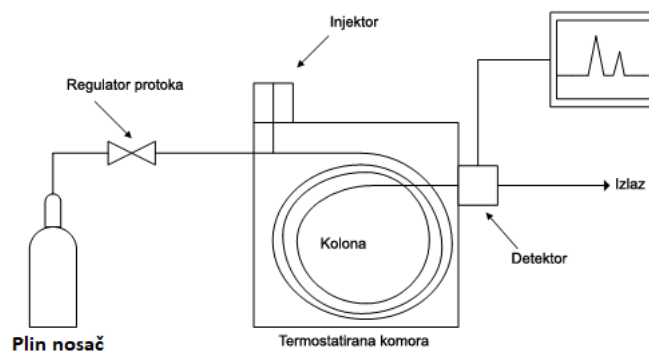 Injektor
Regulator protoka
Izlaz
Kolona
Detektor
Plin nosač
Termostatirana komora